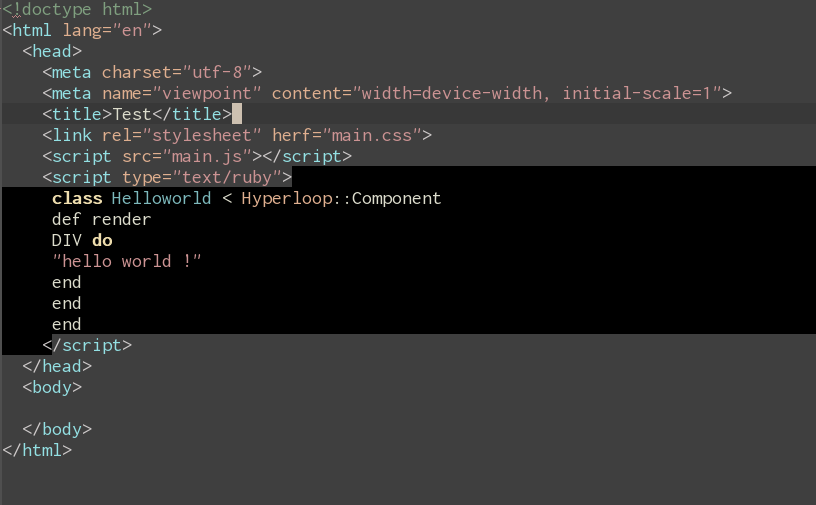 <!doctype html>
<html lang="en">
  <head>
    <meta charset="utf-8">
    <meta name="viewpoint" content="width=device-width, initial-scale=1">
    <title>Test</title>
    <link rel="stylesheet" herf="main.css">
    <script src="main.js"></script>
    <script type="text/ruby">
     class Helloworld < Hyperloop::Component
     def render
     DIV do
     "hello world !"
     end
     end
     end
    </script>
  </head>
  <body>

  </body>
</html>